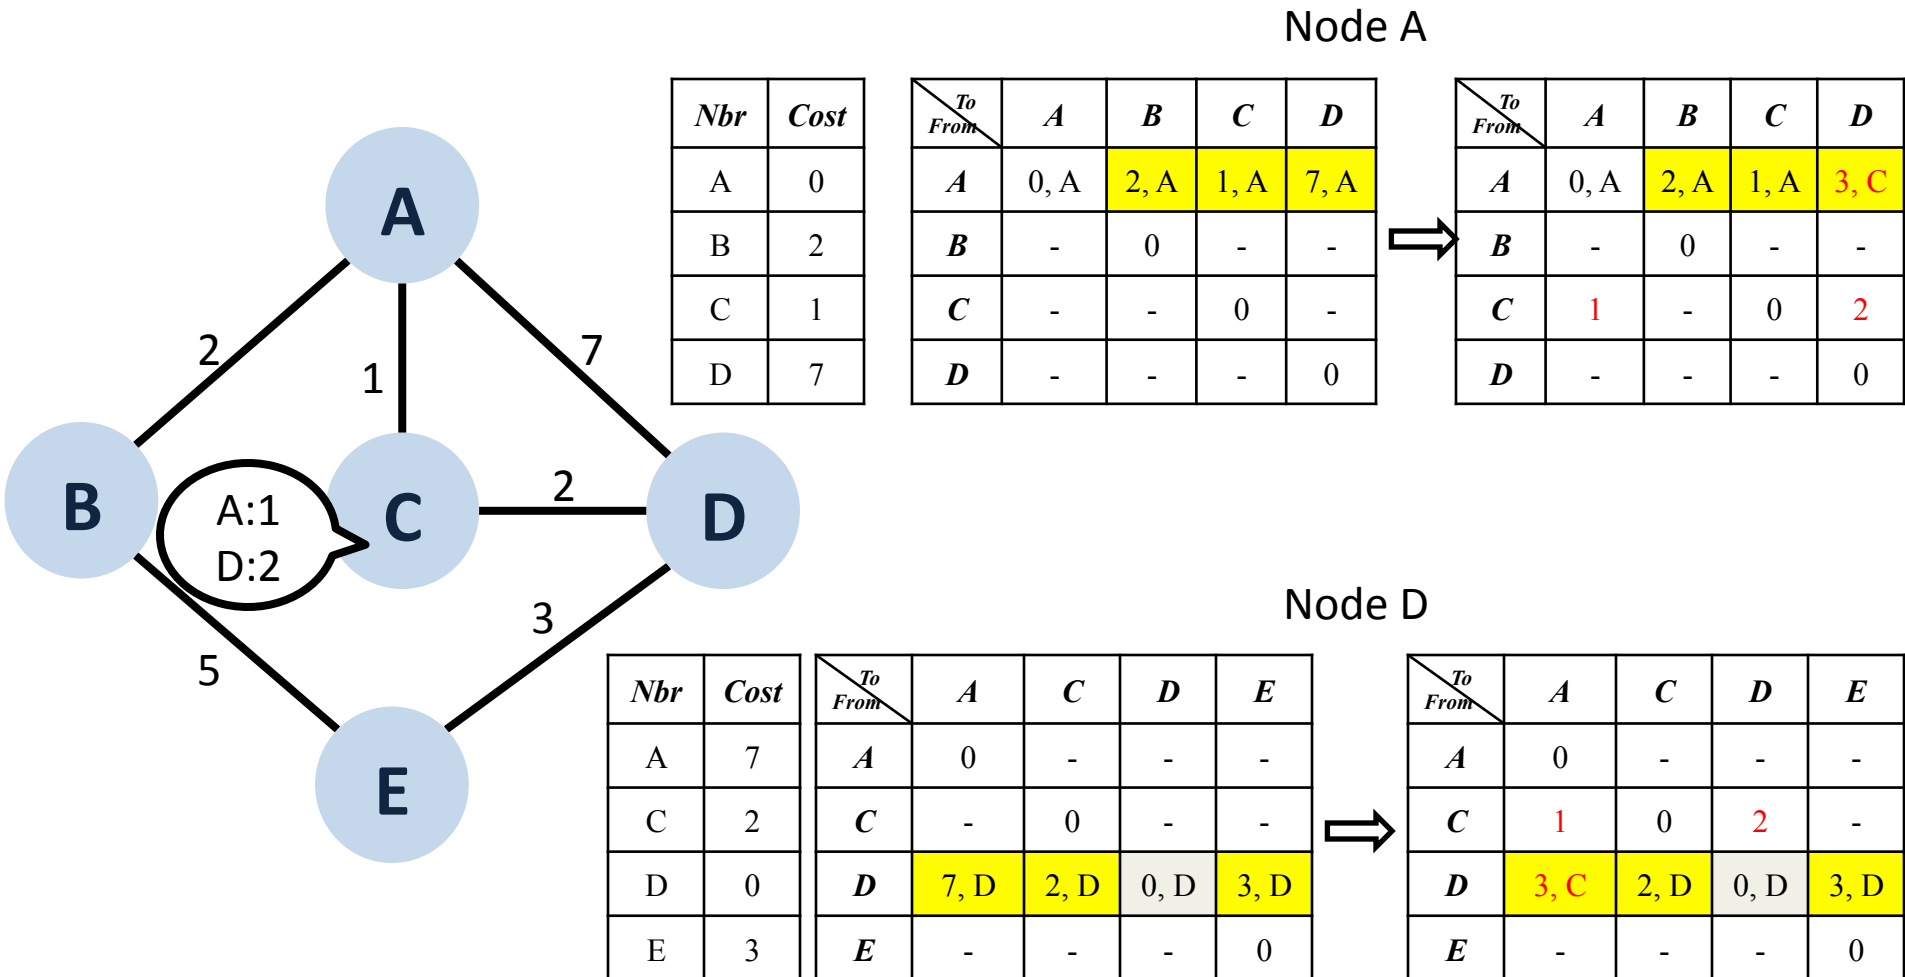 Node A
Nbr Cost
A 0
B 2
C 1
D 7
To From A B C D
A 0, A 2, A 1, A 7, A
B - 0 - -
C - - 0 -
D - - - 0
To From A B C D
A 0, A 2, A 1, A 3, C
B - 0 - -
C 1 - 0 2
D - - - 0
A
2
1
7
B
A:1
D:2
C
2
D
5
3
E
Node D
Nbr Cost
A 7
C 2
D 0
E 3
To From A C D E
A 0 - - -
C - 0 - -
D 7, D 2, D 0, D 3, D
E - - - 0
To From A C D E
A 0 - - -
C 1 0 2 -
D 3, C 2, D 0, D 3, D
E - - - 0